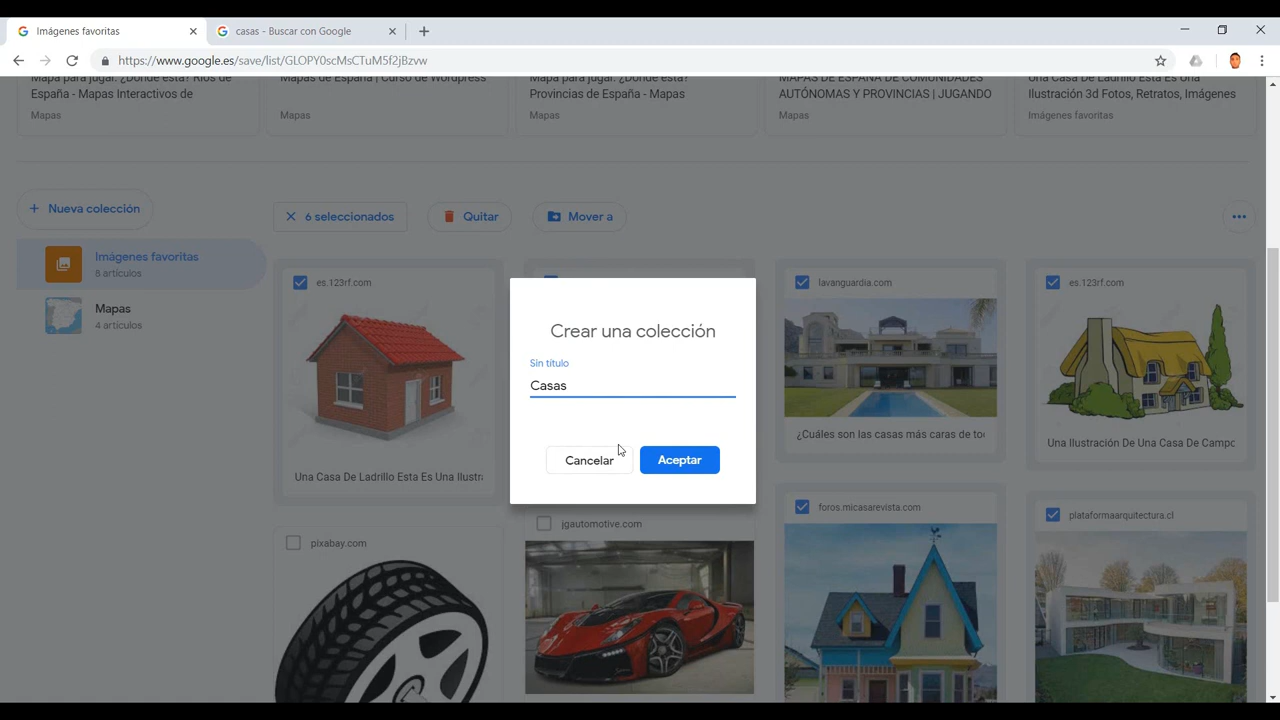 Imágenes favoritas
casas - Buscar con Google
https://www.google.es/save/list/GLOPY0scMsCTuM5f2jBzvw
Mapa para jugar. ¿Dónde está? Ríos de
España - Mapas Interactivos de
Mapas
Mapas de España | Curso de Wordpress
Mapas
Mapa para jugar. ¿Dónde está?
Provincias de España - Mapas
Mapas
MAPAS DE ESPAÑA DE COMUNIDADES
AUTÓNOMAS Y PROVINCIAS | JUGANDO
Mapas
Una Casa De Ladrillo Esta Es Una
Ilustración 3d Fotos, Retratos, Imágenes
Imágenes favoritas
Nueva colección
6 seleccionados
Quitar
Mover a
Imágenes favoritas
8 artículos
Mapas
4 artículos
es.123rf.com
lavanguardia.com
es.123rf.com
Crear una colección
Sin título
Casas
Cancelar
Aceptar
Una Casa De Ladrillo Esta Es Una Ilustr
¿Cuáles son las casas más caras de to
Una Ilustración De Una Casa De Campo
pixabay.com
jgautomotive.com
foros.micasarevista.com
plataformaarquitectura.cl